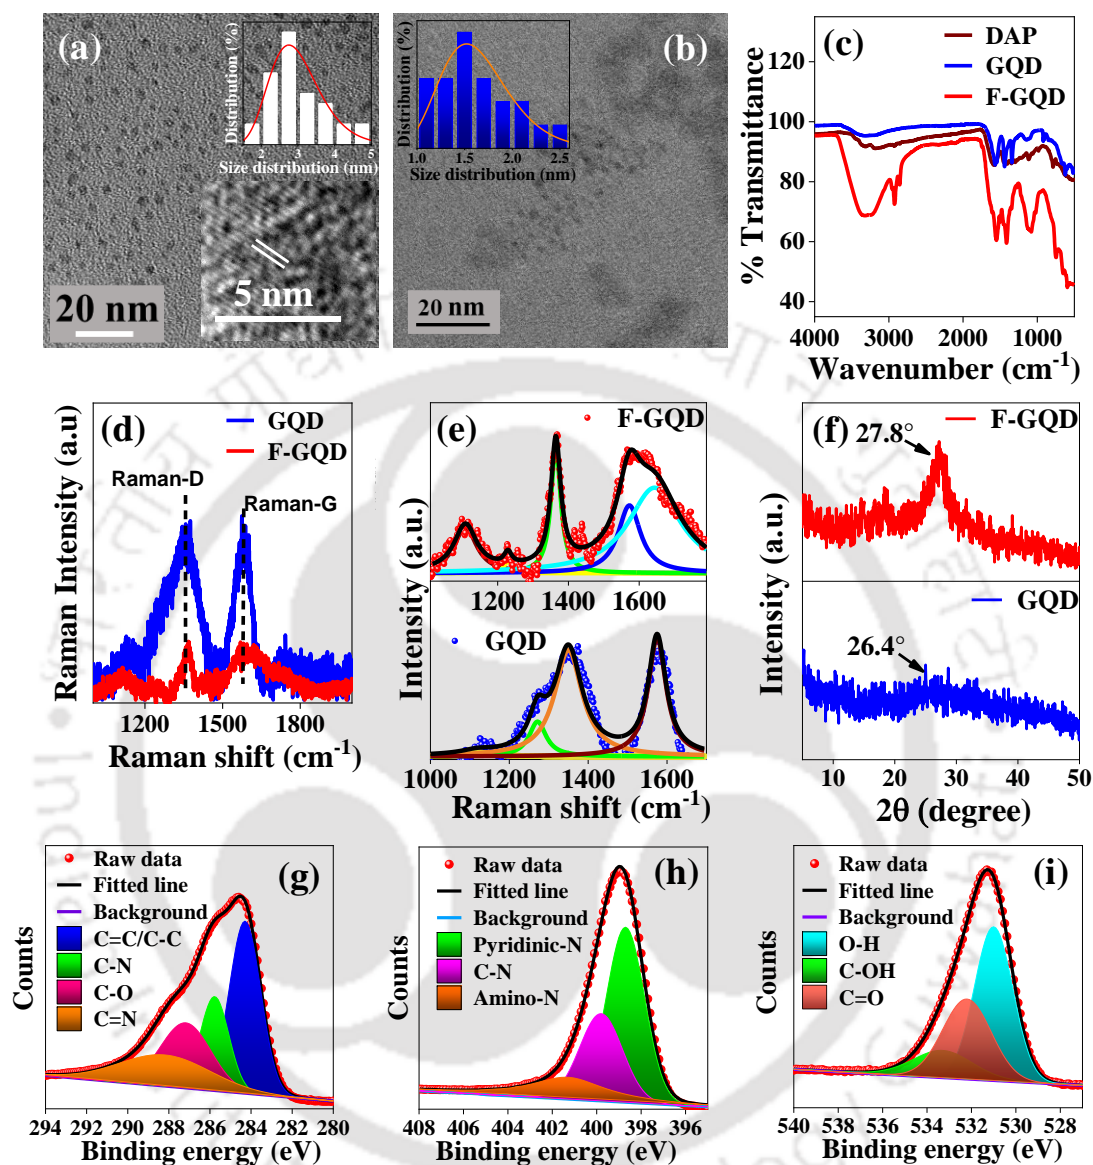 (a)
Distribution (%)
2 3 4 5
Size distribution (nm)
20 nm
5 nm
(b)
Distribution (%)
1.0 1.5 2.0 2.5
Size distribution (nm)
20 nm
(c)
DAP
GQD
F-GQD
% Transmittance
120
100
80
60
40
4000 3000 2000 1000
Wavenumber (cm-1)
(d)
GQD
F-GQD
Raman-D
Raman-G
Raman Intensity (a.u)
1200 1500 1800
Raman shift (cm-1)
(e)
F-GQD
1200 1400 1600
GQD
Intensity (a.u.)
1000 1200 1400 1600
Raman shift (cm-1)
(f)
27.8°
F-GQD
GQD
26.4°
Intensity (a.u.)
10 20 30 40 50
2θ (degree)
(g)
Raw data
Fitted line
Background
C=C/C-C
C-N
C-O
C=N
Counts
294 292 290 288 286 284 282 280
Binding energy (eV)
(h)
Raw data
Fitted line
Background
Pyridinic-N
C-N
Amino-N
Counts
408 406 404 402 400 398 396
Binding energy (eV)
(i)
Raw data
Fitted line
Background
O-H
C-OH
C=O
Counts
540 538 536 534 532 530 528
Binding energy (eV)